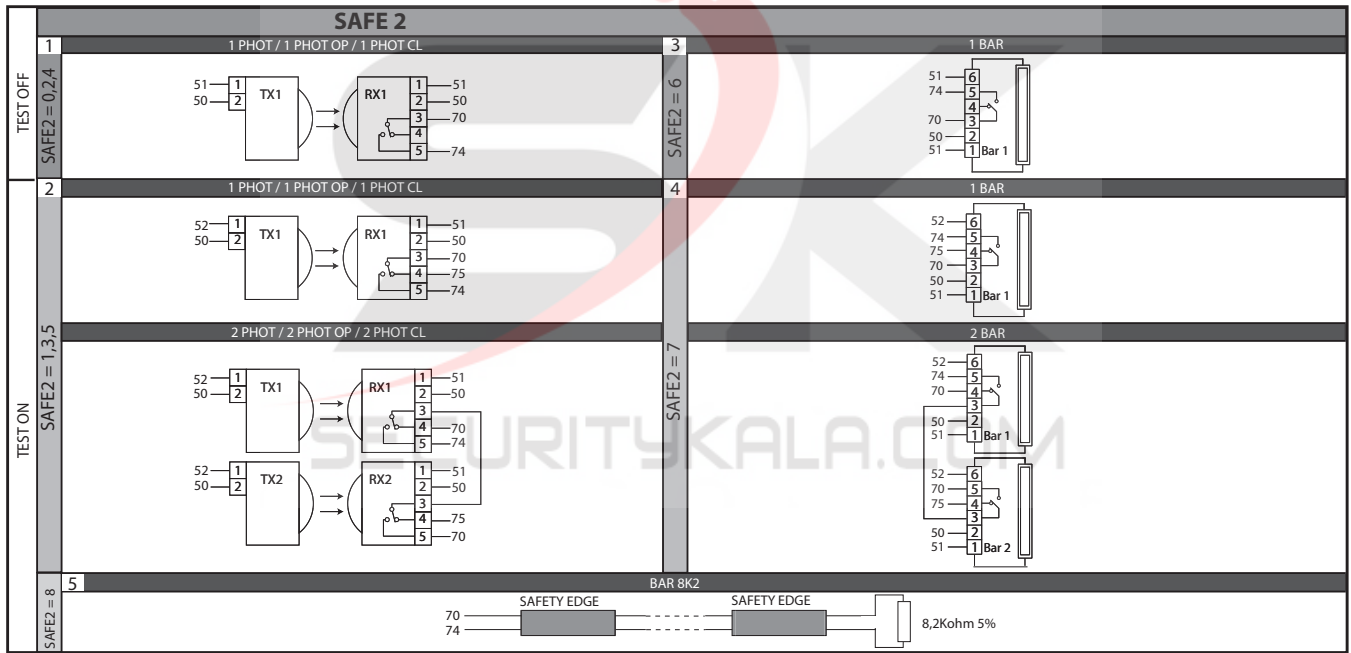 SAFE 2
TEST OFF
SAFE2 = 0,2,4
1
1 PHOT / 1 PHOT OP / 1 PHOT CL
51 1
50 2
TX1
RX1
1 51
2 50
3 70
4
5 74
SAFE2 = 6
3
1 BAR
51 6
74 5
4
70 3
50 2
51 1 Bar 1
TEST ON
SAFE2 = 1,3,5
2
1 PHOT / 1 PHOT OP / 1 PHOT CL
52 1
50 2
TX1
RX1
1 51
2 50
3 70
4 75
5 74
2 PHOT / 2 PHOT OP / 2 PHOT CL
52 1
50 2
TX1
RX1
1 51
2 50
3
4 70
5 74
52 1
50 2
TX2
RX2
1 51
2 50
3
4 75
5 70
SAFE2 = 7
4
1 BAR
52 6
74 5
75 4
70 3
50 2
51 1 Bar 1
2 BAR
52 6
74 5
70 4
3
50 2
51 1 Bar 1
52 6
70 5
75 4
3
50 2
51 1 Bar 2
SAFE2 = 8
5
BAR 8K2
70
74
SAFETY EDGE
SAFETY EDGE
8,2Kohm 5%
SECURITYKALA.COM